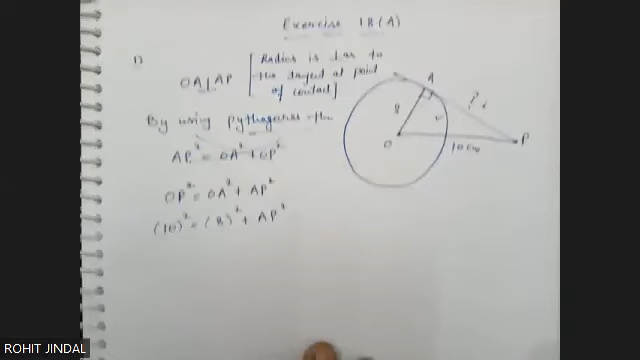 Exercise 18(A)
1)
OA ⊥ AP [Radius is ⊥ar to
the tangent at point
of contact]
By using pythagoras the
AP² = OA² + OP²
OP² = OA² + AP²
(10)² = (8)² + AP²
A
8
?
O
10cm
P
ROHIT JINDAL